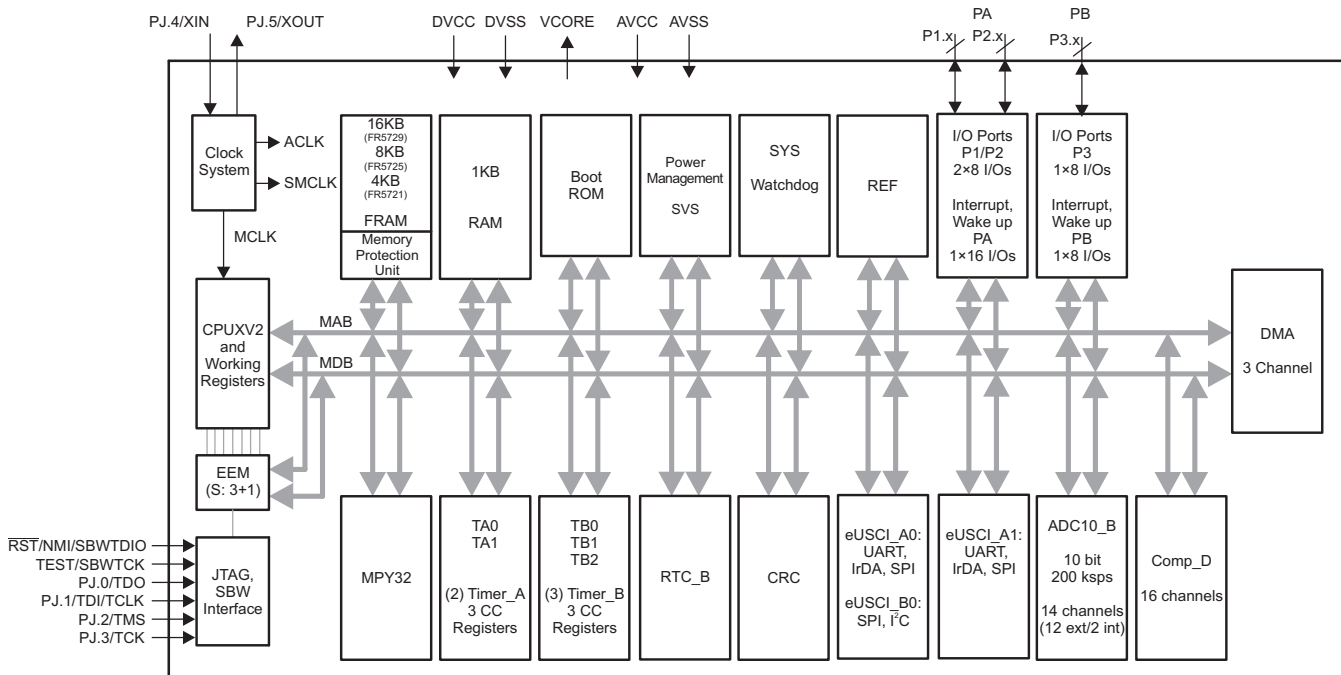 PJ.4/XIN
PJ.5/XOUT
DVCC
DVSS
VCORE
AVCC
AVSS
PA
P1.x
P2.x
PB
P3.x
Clock
System
ACLK
SMCLK
MCLK
16KB
(FR5729)
8KB
(FR5725)
4KB
(FR5721)
FRAM
Memory
Protection
Unit
1KB
RAM
Boot
ROM
Power
Management
SVS
SYS
Watchdog
REF
I/O Ports
P1/P2
2×8 I/Os
Interrupt,
Wake up
PA
1×16 I/Os
I/O Ports
P3
1×8 I/Os
Interrupt,
Wake up
PB
1×8 I/Os
CPUXV2
and
Working
Registers
MAB
MDB
DMA
3 Channel
EEM
(S: 3+1)
RST/NMI/SBWTDIO
TEST/SBWTCK
PJ.0/TDO
PJ.1/TDI/TCLK
PJ.2/TMS
PJ.3/TCK
JTAG,
SBW
Interface
MPY32
TA0
TA1
(2) Timer_A
3 CC
Registers
TB0
TB1
TB2
(3) Timer_B
3 CC
Registers
RTC_B
CRC
eUSCI_A0:
UART,
IrDA, SPI
eUSCI_B0:
SPI, I²C
eUSCI_A1:
UART,
IrDA, SPI
ADC10_B
10 bit
200 ksps
14 channels
(12 ext/2 int)
Comp_D
16 channels